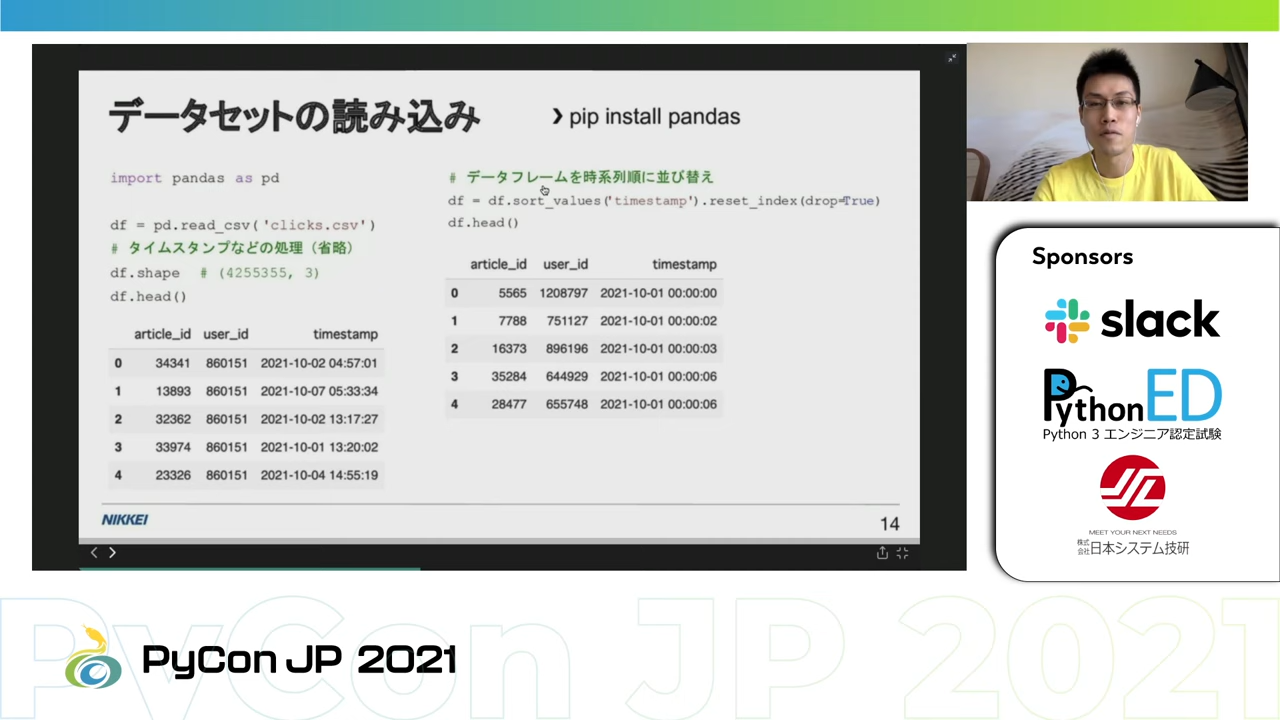 データセットの読み込み
❯ pip install pandas
import pandas as pd
df = pd.read_csv('clicks.csv')
# タイムスタンプなどの処理（省略）
df.shape # (4255355, 3)
df.head()
article_id user_id timestamp
0 34341 860151 2021-10-02 04:57:01
1 13893 860151 2021-10-07 05:33:34
2 32362 860151 2021-10-02 13:17:27
3 33974 860151 2021-10-01 13:20:02
4 23326 860151 2021-10-04 14:55:19
# データフレームを時系列順に並び替え
df = df.sort_values('timestamp').reset_index(drop=True)
df.head()
article_id user_id timestamp
0 5565 1208797 2021-10-01 00:00:00
1 7788 751127 2021-10-01 00:00:02
2 16373 896196 2021-10-01 00:00:03
3 35284 644929 2021-10-01 00:00:06
4 28477 655748 2021-10-01 00:00:06
NIKKEI
14
Sponsors
slack
PythonED
Python 3 エンジニア認定試験
MEET YOUR NEXT NEEDS
株式会社日本システム技研
PyCon JP 2021
PyCon JP 2021